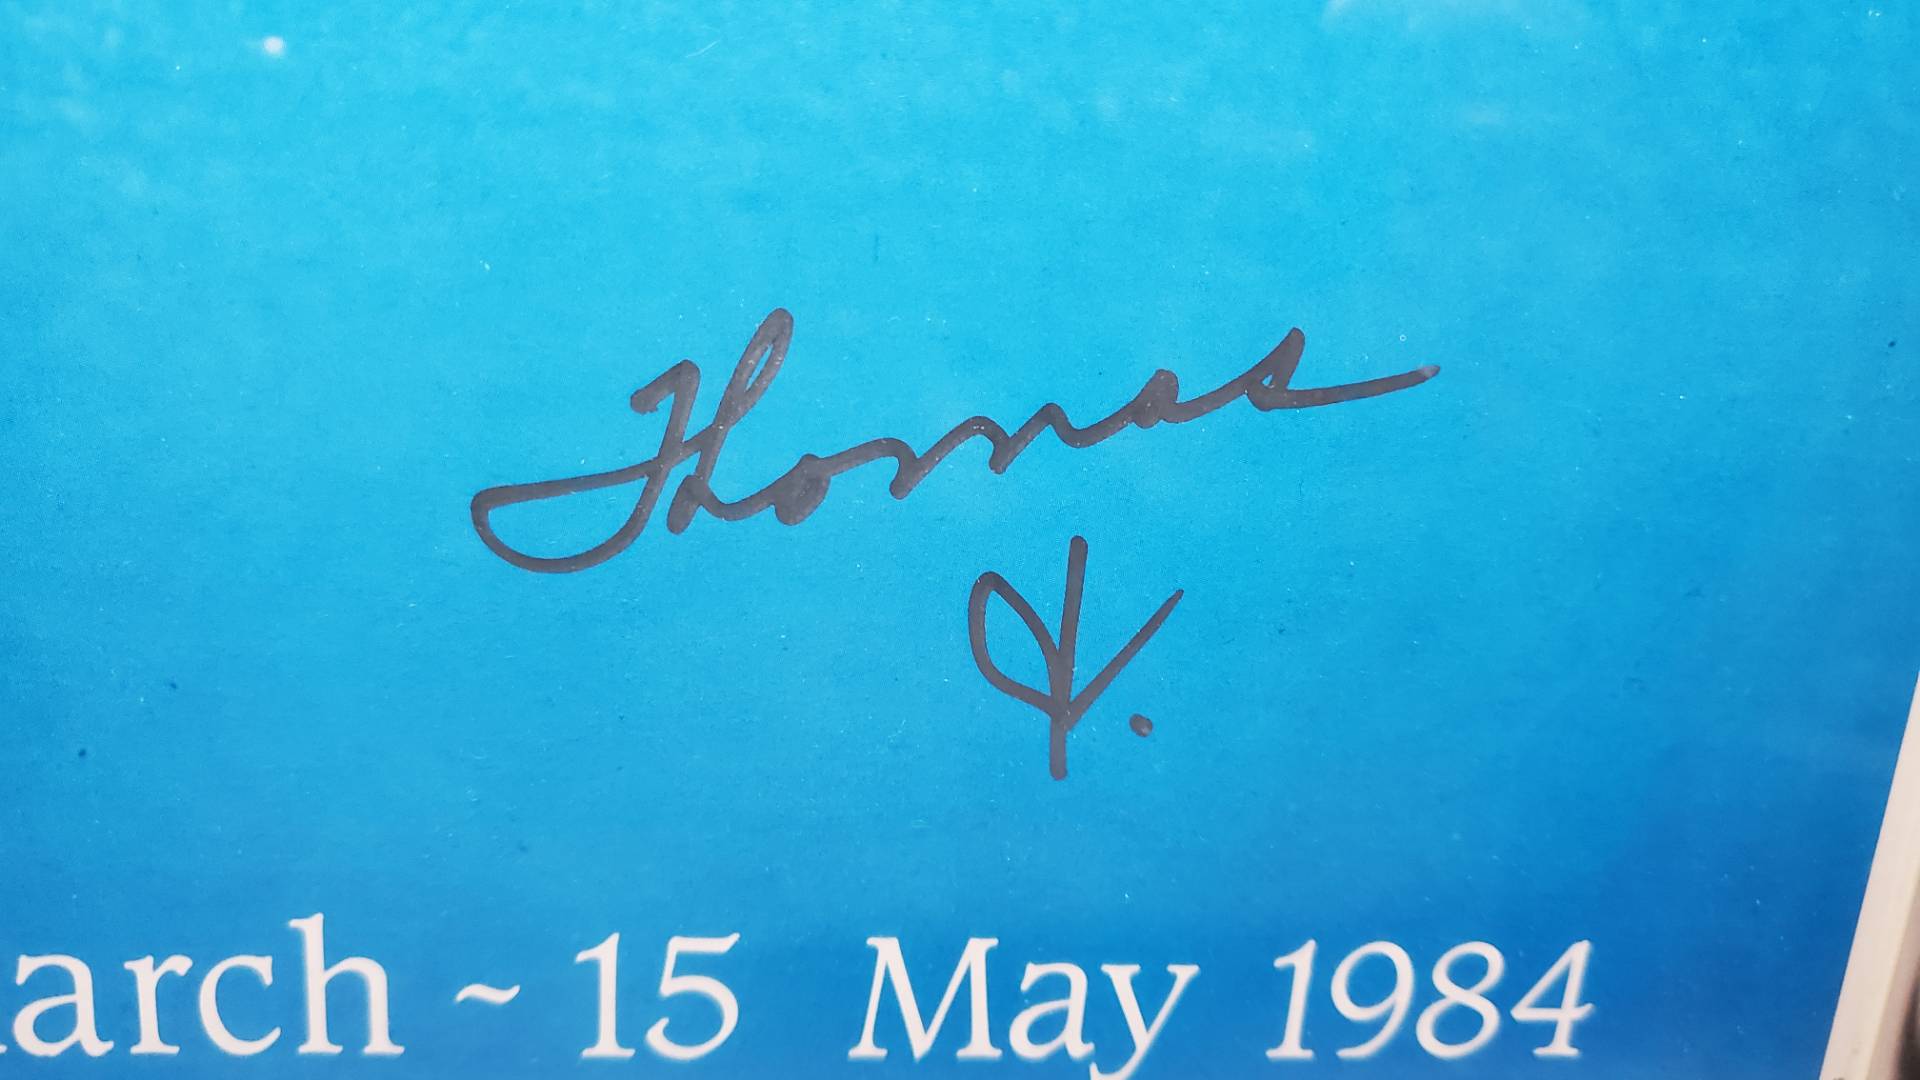 Thomas
K.
arch ~ 15 May 1984